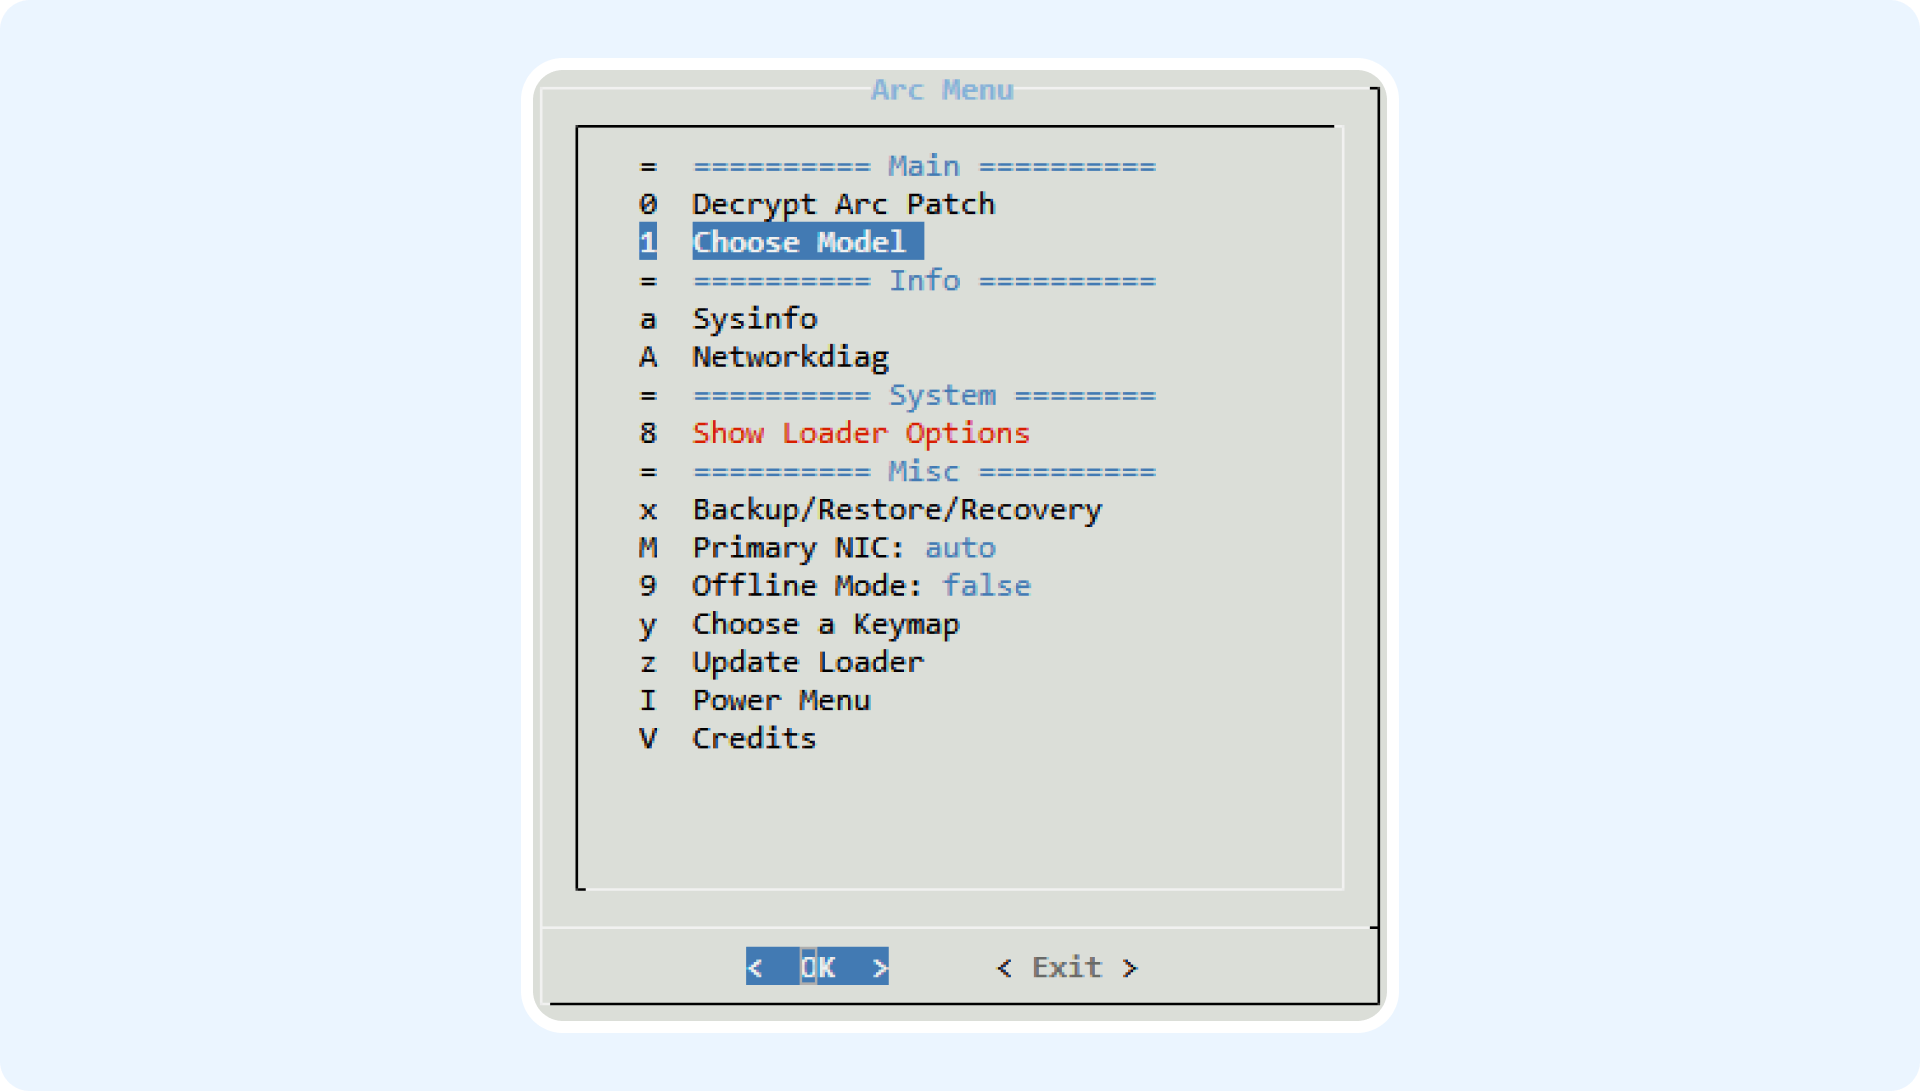 Arc Menu
= ========== Main ==========
0 Decrypt Arc Patch
1 Choose Model
= ========== Info ==========
a Sysinfo
A Networkdiag
= ========== System ========
8 Show Loader Options
= ========== Misc ==========
x Backup/Restore/Recovery
M Primary NIC: auto
9 Offline Mode: false
y Choose a Keymap
z Update Loader
I Power Menu
V Credits
< OK > < Exit >